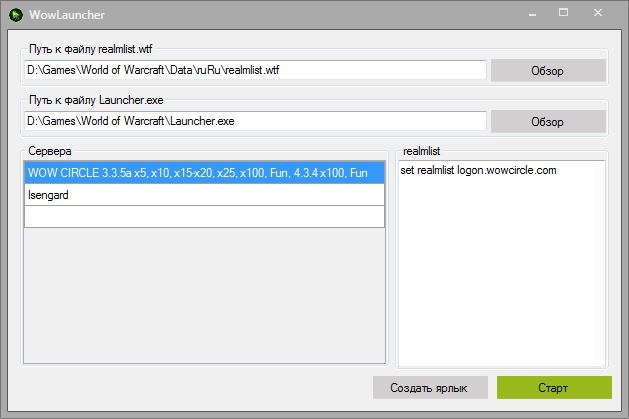 WowLauncher
Путь к файлу realmlist.wtf
D:\Games\World of Warcraft\Data\ruRu\realmlist.wtf
Обзор
Путь к файлу Launcher.exe
D:\Games\World of Warcraft\Launcher.exe
Обзор
Сервера
WOW CIRCLE 3.3.5a x5, x10, x15-x20, x25, x100, Fun, 4.3.4 x100, Fun
Isengard
realmlist
set realmlist logon.wowcircle.com
Создать ярлык
Старт